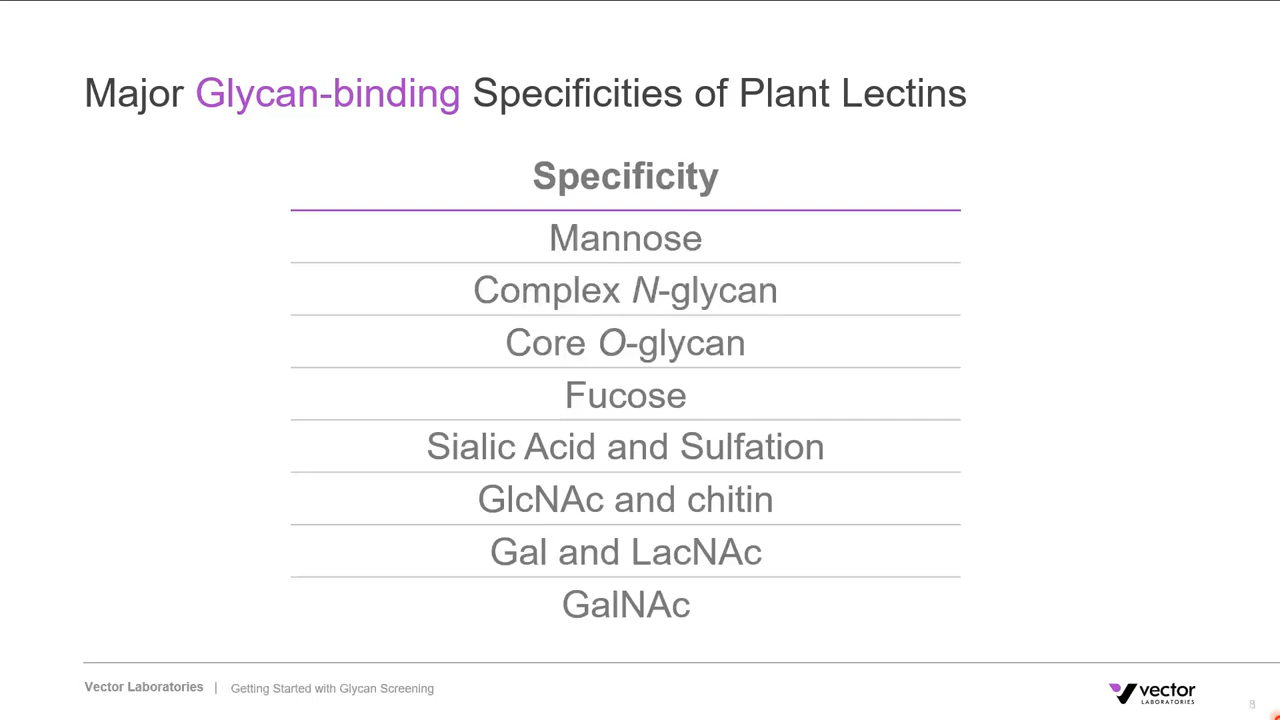 Major Glycan-binding Specificities of Plant Lectins
Specificity
Mannose
Complex N-glycan
Core O-glycan
Fucose
Sialic Acid and Sulfation
GlcNAc and chitin
Gal and LacNAc
GalNAc
Vector Laboratories | Getting Started with Glycan Screening
vector
LABORATORIES
8